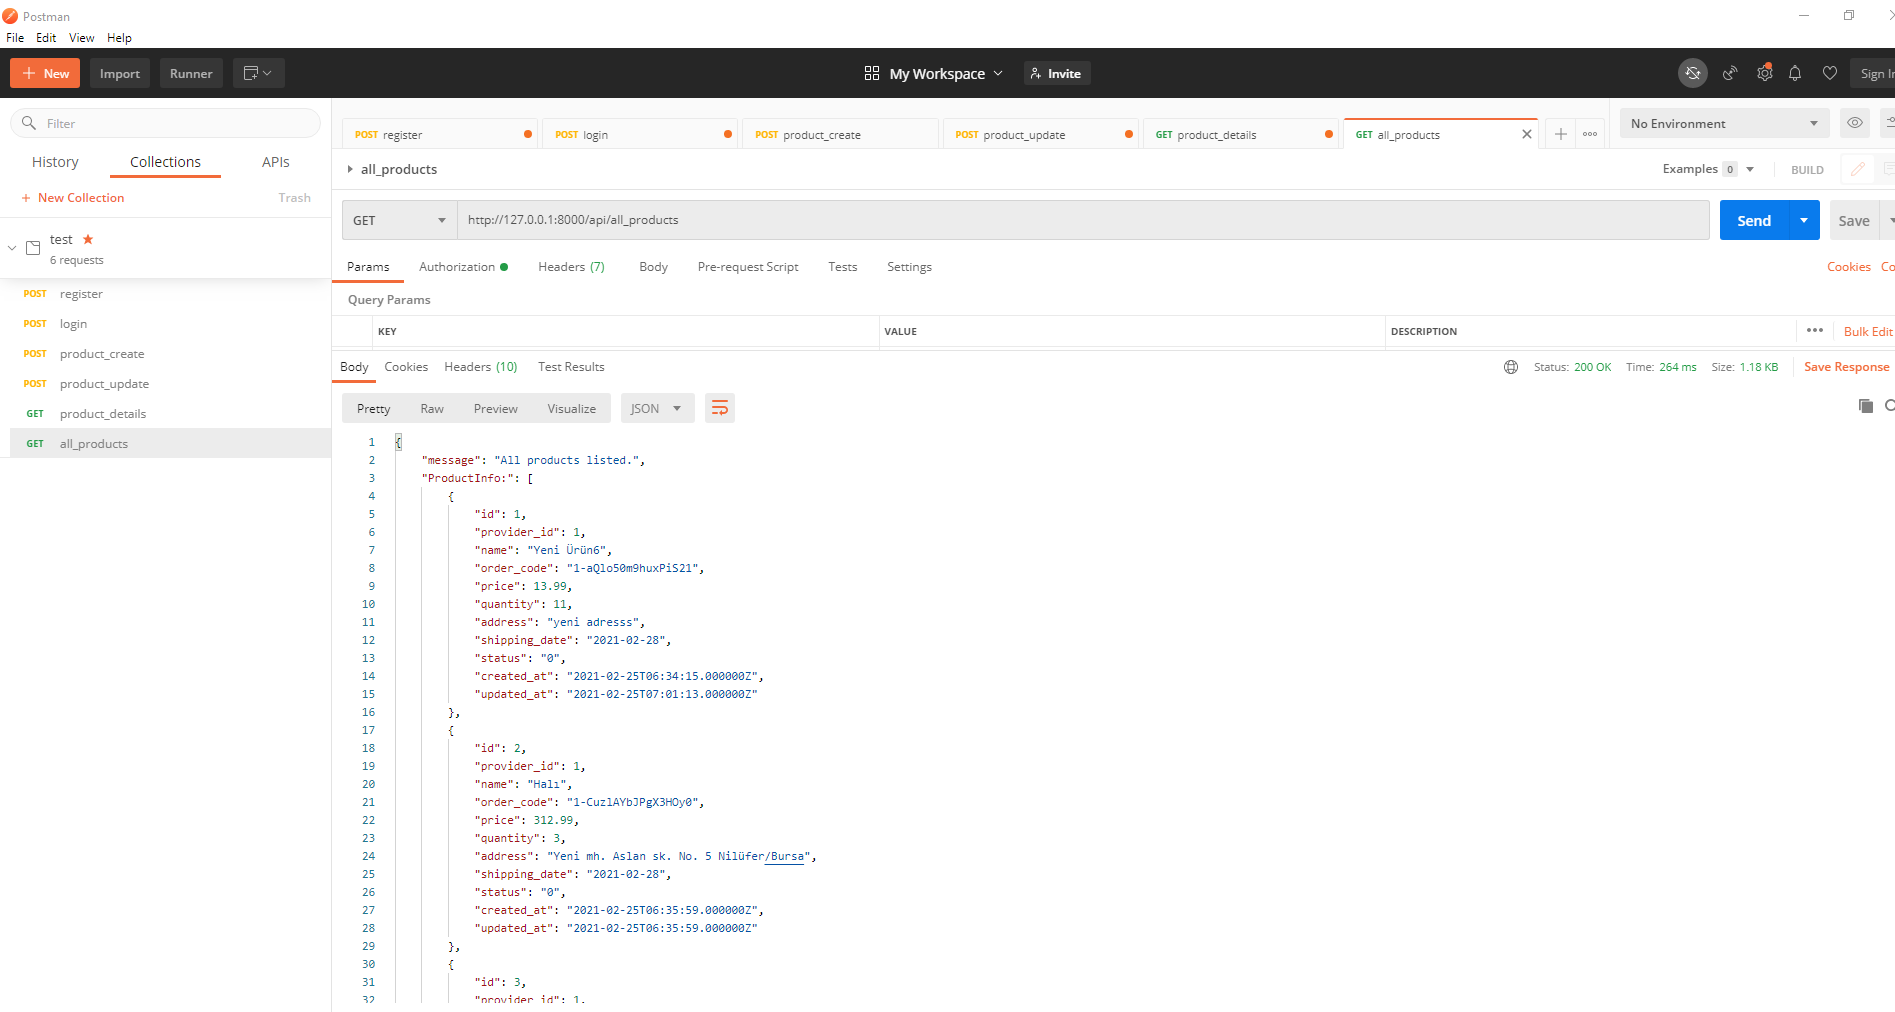 Postman
File Edit View Help
+ New Import Runner My Workspace Invite Sign In
Filter
History Collections APIs
+ New Collection Trash
test ★
6 requests
POST register
POST login
POST product_create
POST product_update
GET product_details
GET all_products
POST register POST login POST product_create POST product_update GET product_details GET all_products No Environment
all_products Examples 0 BUILD
GET http://127.0.0.1:8000/api/all_products Send Save
Params Authorization Headers (7) Body Pre-request Script Tests Settings Cookies Co
Query Params
KEY VALUE DESCRIPTION Bulk Edit
Body Cookies Headers (10) Test Results Status: 200 OK Time: 264 ms Size: 1.18 KB Save Response
Pretty Raw Preview Visualize JSON
1 {
2 "message": "All products listed.",
3 "ProductInfo:": [
4 {
5 "id": 1,
6 "provider_id": 1,
7 "name": "Yeni Ürün6",
8 "order_code": "1-aQlo50m9huxPiS21",
9 "price": 13.99,
10 "quantity": 11,
11 "address": "yeni adresss",
12 "shipping_date": "2021-02-28",
13 "status": "0",
14 "created_at": "2021-02-25T06:34:15.000000Z",
15 "updated_at": "2021-02-25T07:01:13.000000Z"
16 },
17 {
18 "id": 2,
19 "provider_id": 1,
20 "name": "Halı",
21 "order_code": "1-CuzlAYbJPgX3HOy0",
22 "price": 312.99,
23 "quantity": 3,
24 "address": "Yeni mh. Aslan sk. No. 5 Nilüfer/Bursa",
25 "shipping_date": "2021-02-28",
26 "status": "0",
27 "created_at": "2021-02-25T06:35:59.000000Z",
28 "updated_at": "2021-02-25T06:35:59.000000Z"
29 },
30 {
31 "id": 3,
32 "provider_id": 1,